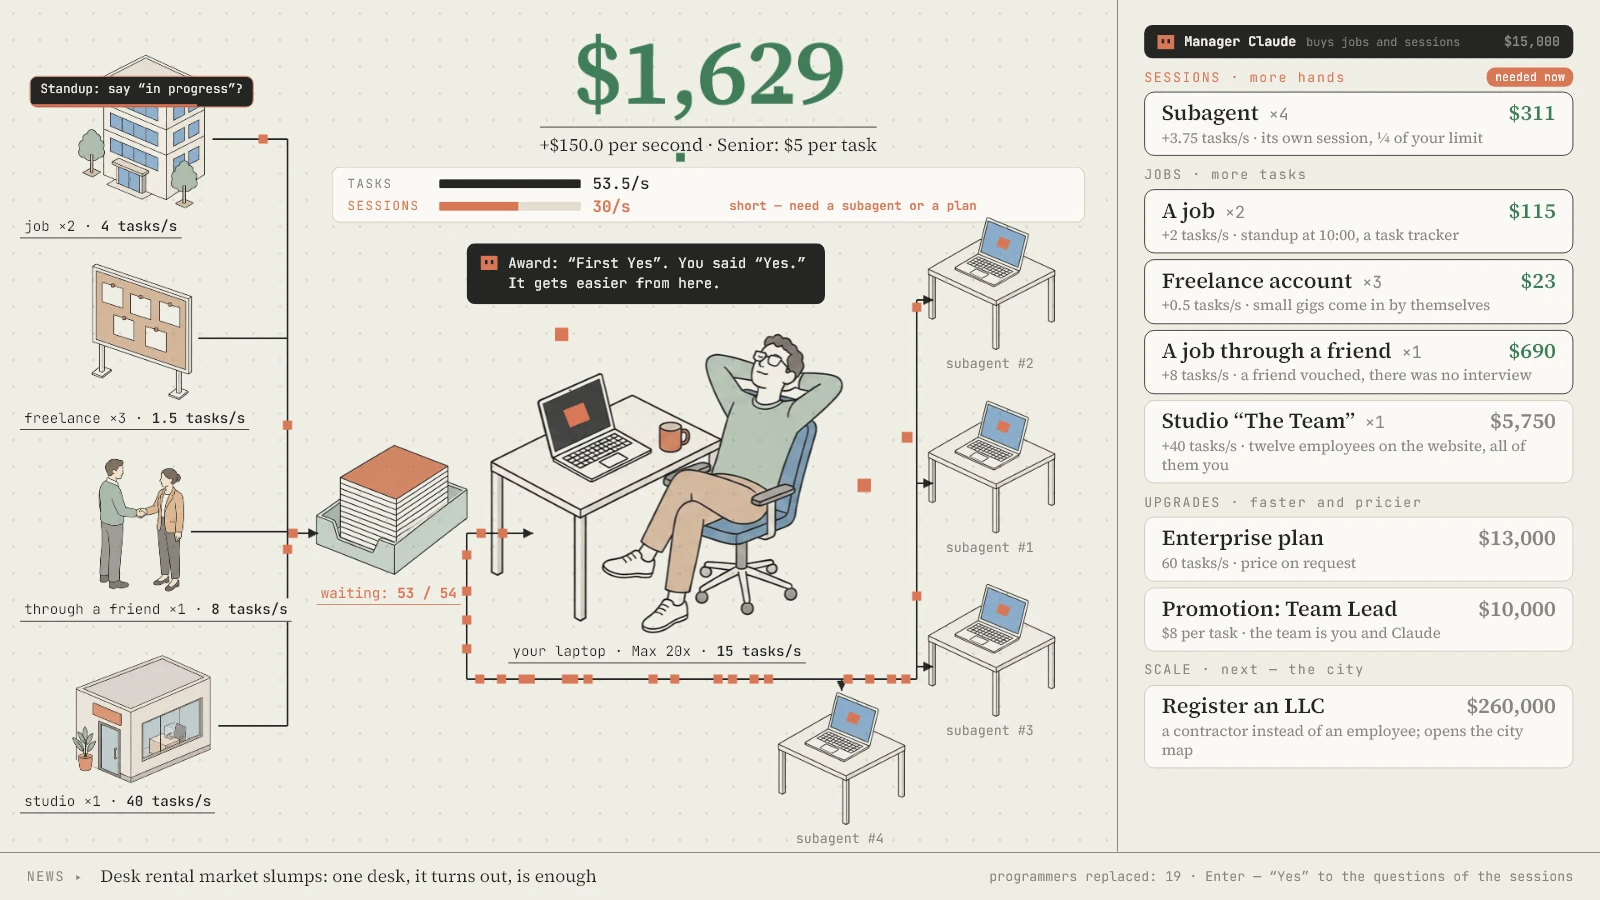 Standup: say “in progress”?
$1,629
+$150.0 per second · Senior: $5 per task
TASKS 53.5/s
SESSIONS 30/s short — need a subagent or a plan
Award: “First Yes”. You said “Yes.”
It gets easier from here.
job ×2 · 4 tasks/s
freelance ×3 · 1.5 tasks/s
through a friend ×1 · 8 tasks/s
studio ×1 · 40 tasks/s
waiting: 53 / 54
your laptop · Max 20x · 15 tasks/s
subagent #2
subagent #1
subagent #3
subagent #4
Manager Claude buys jobs and sessions $15,000
SESSIONS · more hands needed now
Subagent ×4 $311
+3.75 tasks/s · its own session, ¼ of your limit
JOBS · more tasks
A job ×2 $115
+2 tasks/s · standup at 10:00, a task tracker
Freelance account ×3 $23
+0.5 tasks/s · small gigs come in by themselves
A job through a friend ×1 $690
+8 tasks/s · a friend vouched, there was no interview
Studio “The Team” ×1 $5,750
+40 tasks/s · twelve employees on the website, all of
them you
UPGRADES · faster and pricier
Enterprise plan $13,000
60 tasks/s · price on request
Promotion: Team Lead $10,000
$8 per task · the team is you and Claude
SCALE · next — the city
Register an LLC $260,000
a contractor instead of an employee; opens the city
map
NEWS ▸ Desk rental market slumps: one desk, it turns out, is enough
programmers replaced: 19 · Enter — “Yes” to the questions of the sessions